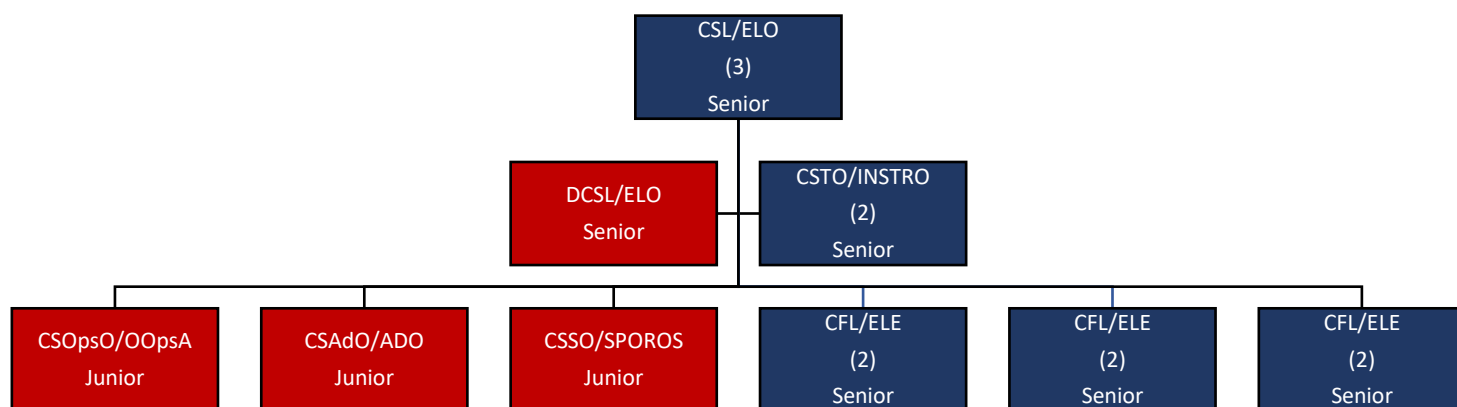 CSL/ELO
(3)
Senior
DCSL/ELO
Senior
CSTO/INSTRO
(2)
Senior
CSOpsO/OOpsA
Junior
CSAdO/ADO
Junior
CSSO/SPOROS
Junior
CFL/ELE
(2)
Senior
CFL/ELE
(2)
Senior
CFL/ELE
(2)
Senior